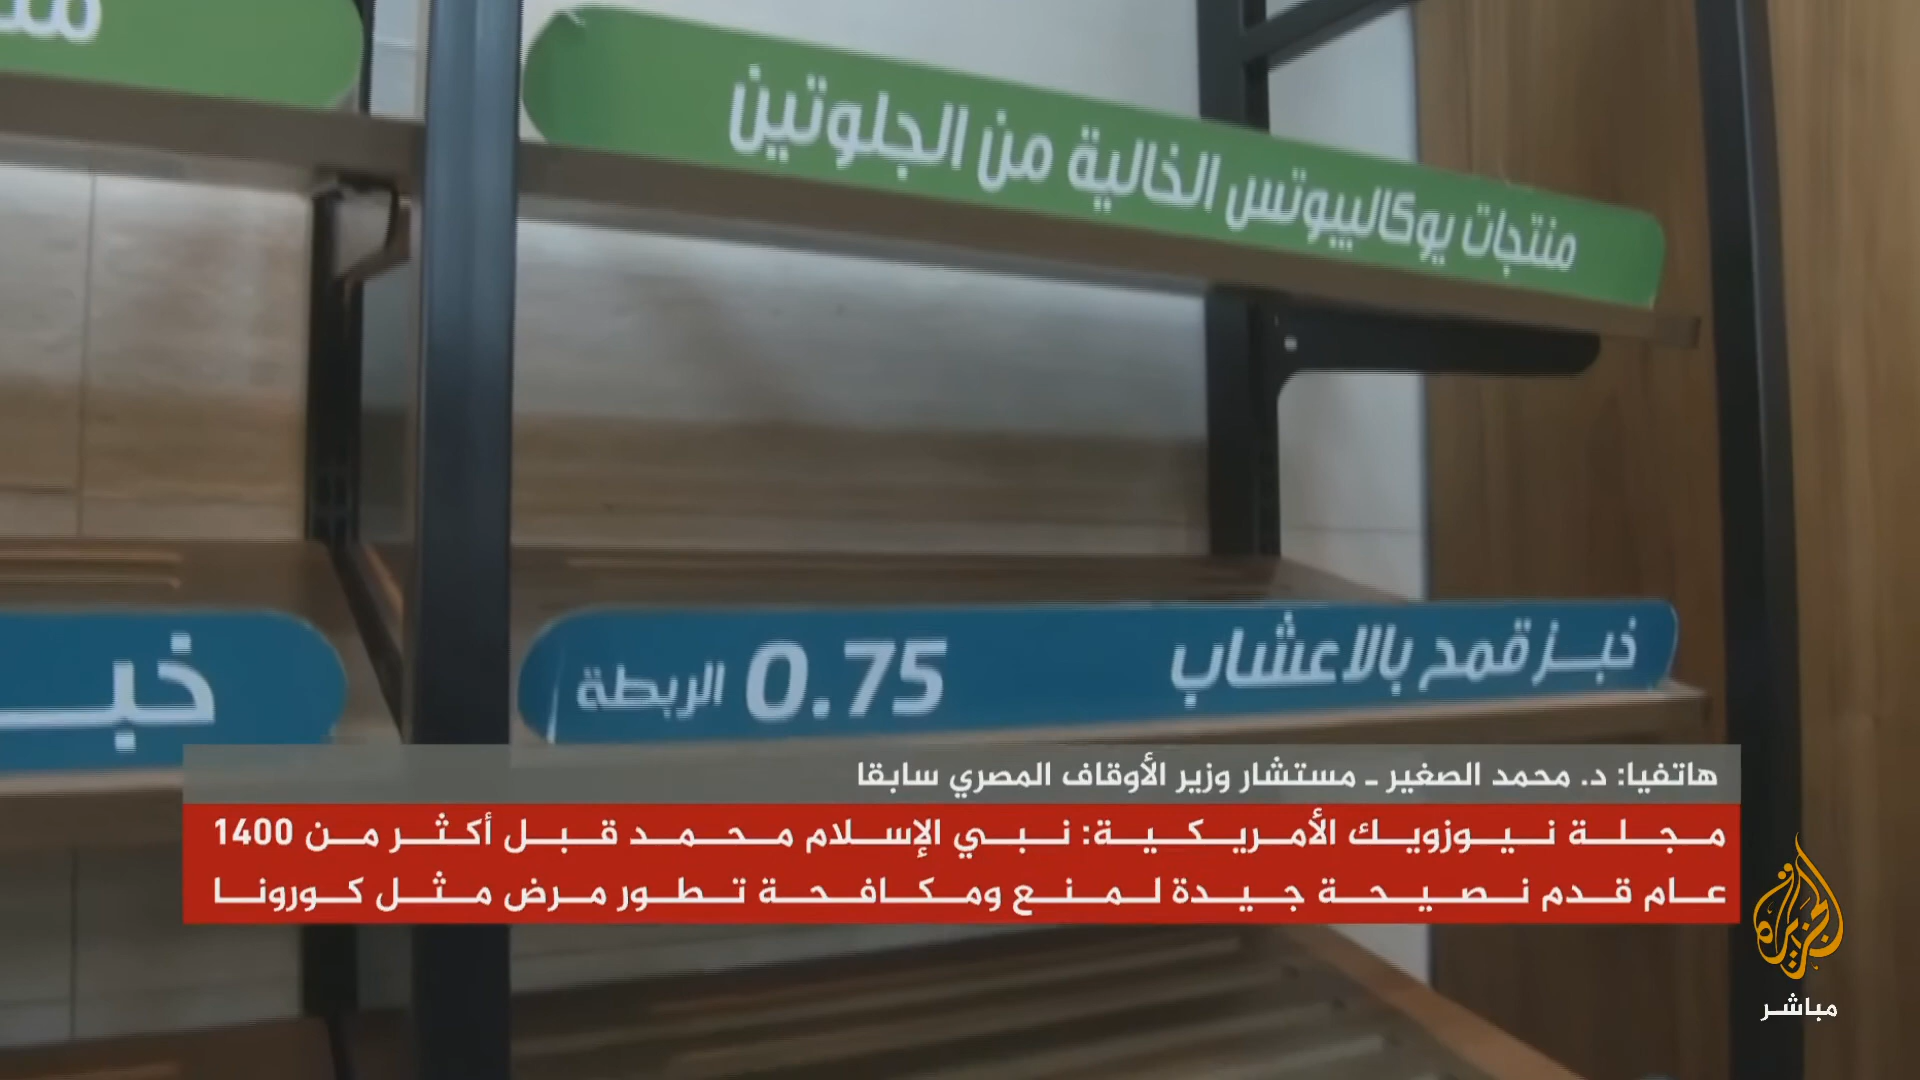 منتجات يوكاليبوتس الخالية من الجلوتين
خبز قمح بالاعشاب 0.75 الربطة
خبـ
هاتفيا: د. محمد الصغير ـ مستشار وزير الأوقاف المصري سابقا
مجلة نيوزويك الأمريكية: نبي الإسلام محمد قبل أكثر من 1400
عام قدم نصيحة جيدة لمنع ومكافحة تطور مرض مثل كورونا
الجزيرة
مباشر